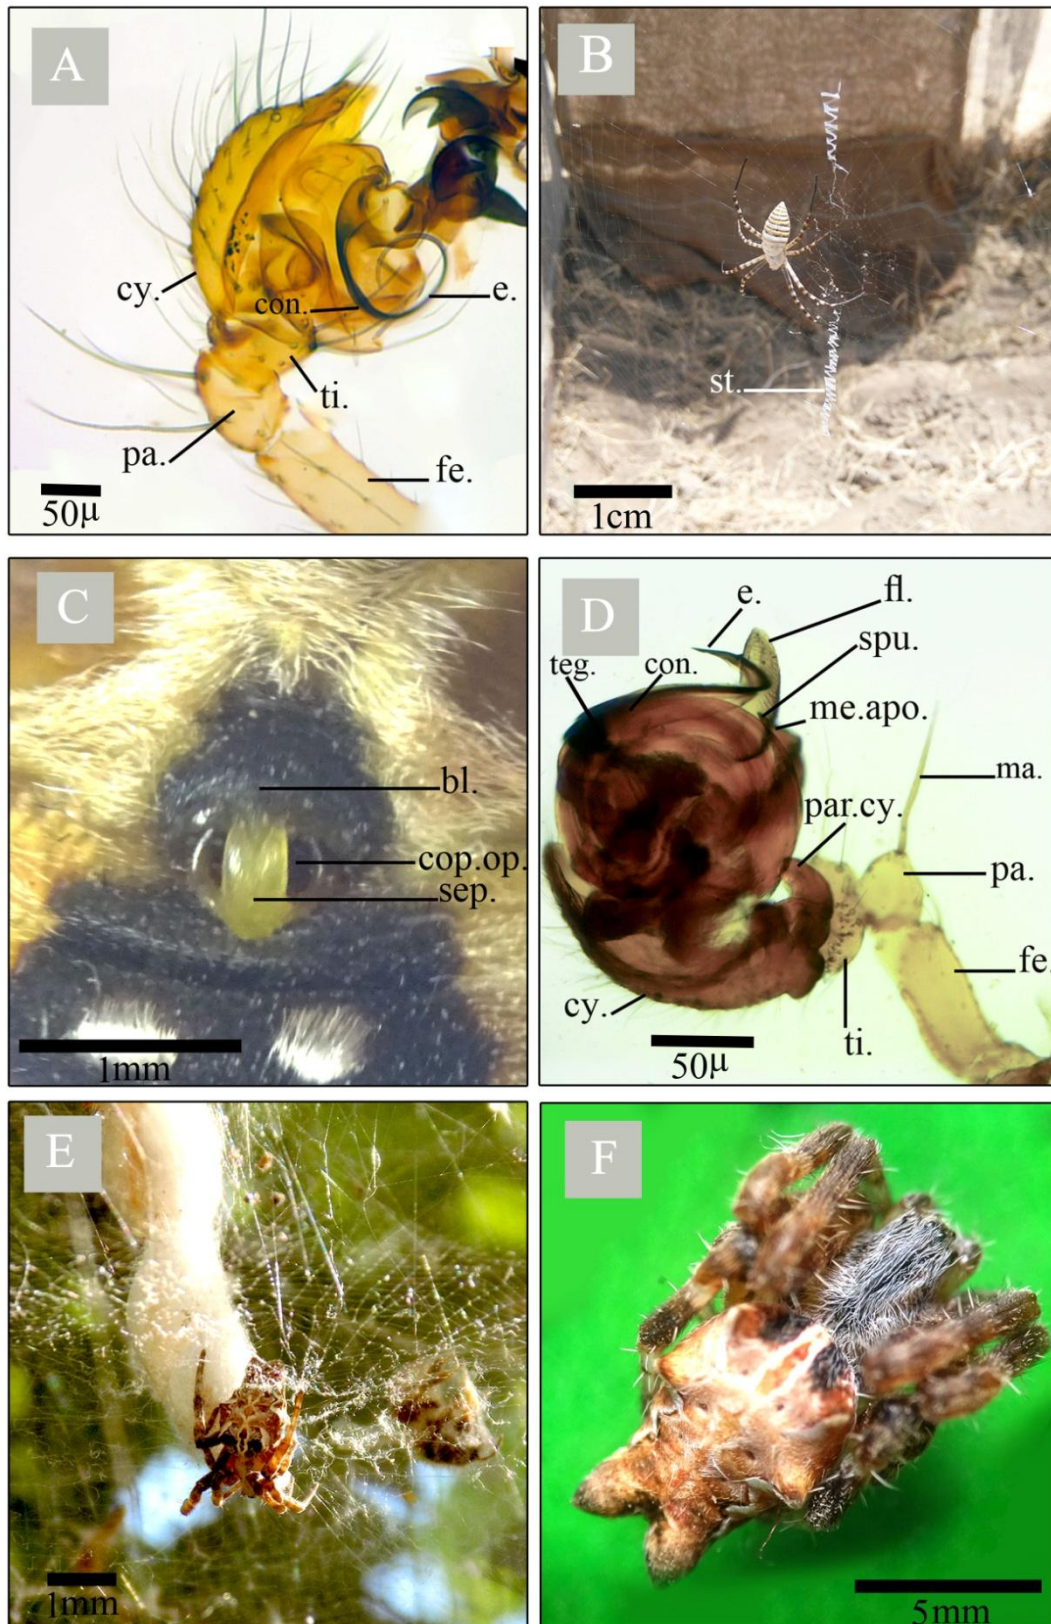 A
cy.
con.
e.
ti.
pa.
fe.
50µ
B
st.
1cm
C
bl.
cop.op.
sep.
1mm
D
e.
fl.
teg.
con.
spu.
me.apo.
ma.
par.cy.
pa.
fe.
cy.
ti.
50µ
E
1mm
F
5mm